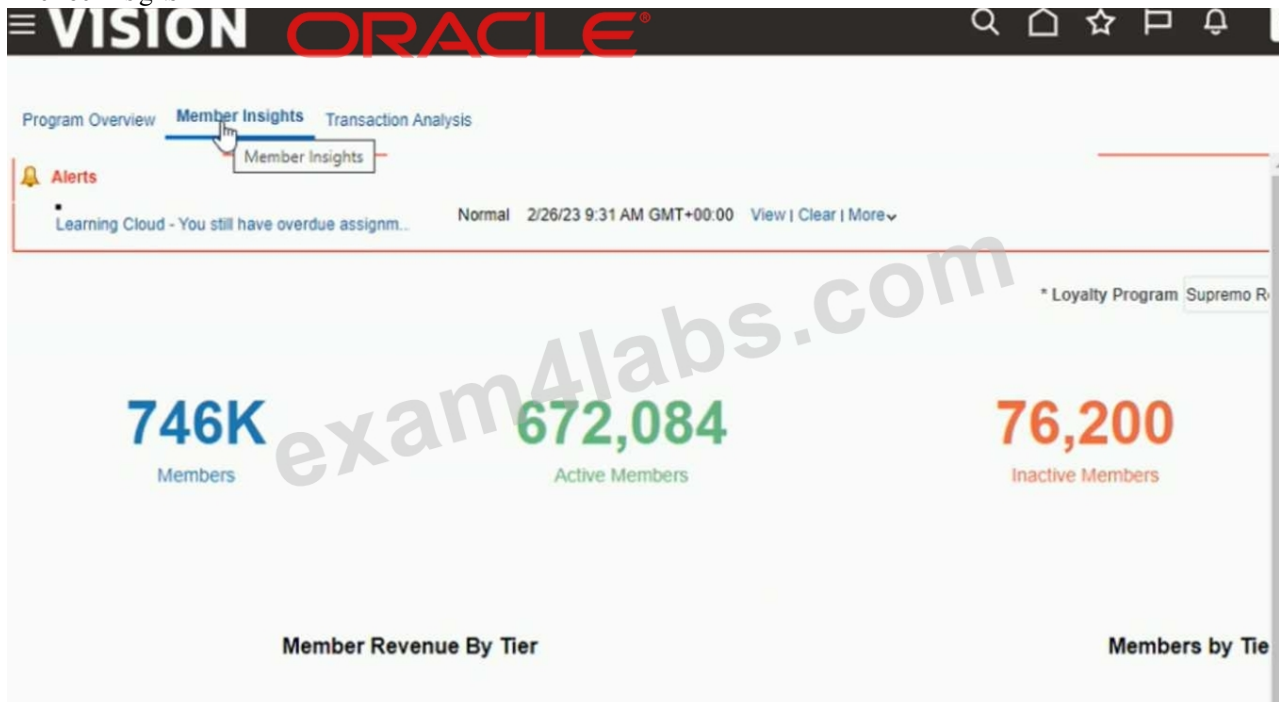 VISION ORACLE®
Program Overview Member Insights Transaction Analysis
Member Insights
Alerts
Learning Cloud - You still have overdue assignm.. Normal 2/26/23 9:31 AM GMT+00:00 View | Clear | More
* Loyalty Program Supremo R
exam4labs.com
746K 672,084 76,200
Members Active Members Inactive Members
Member Revenue By Tier Members by Tie